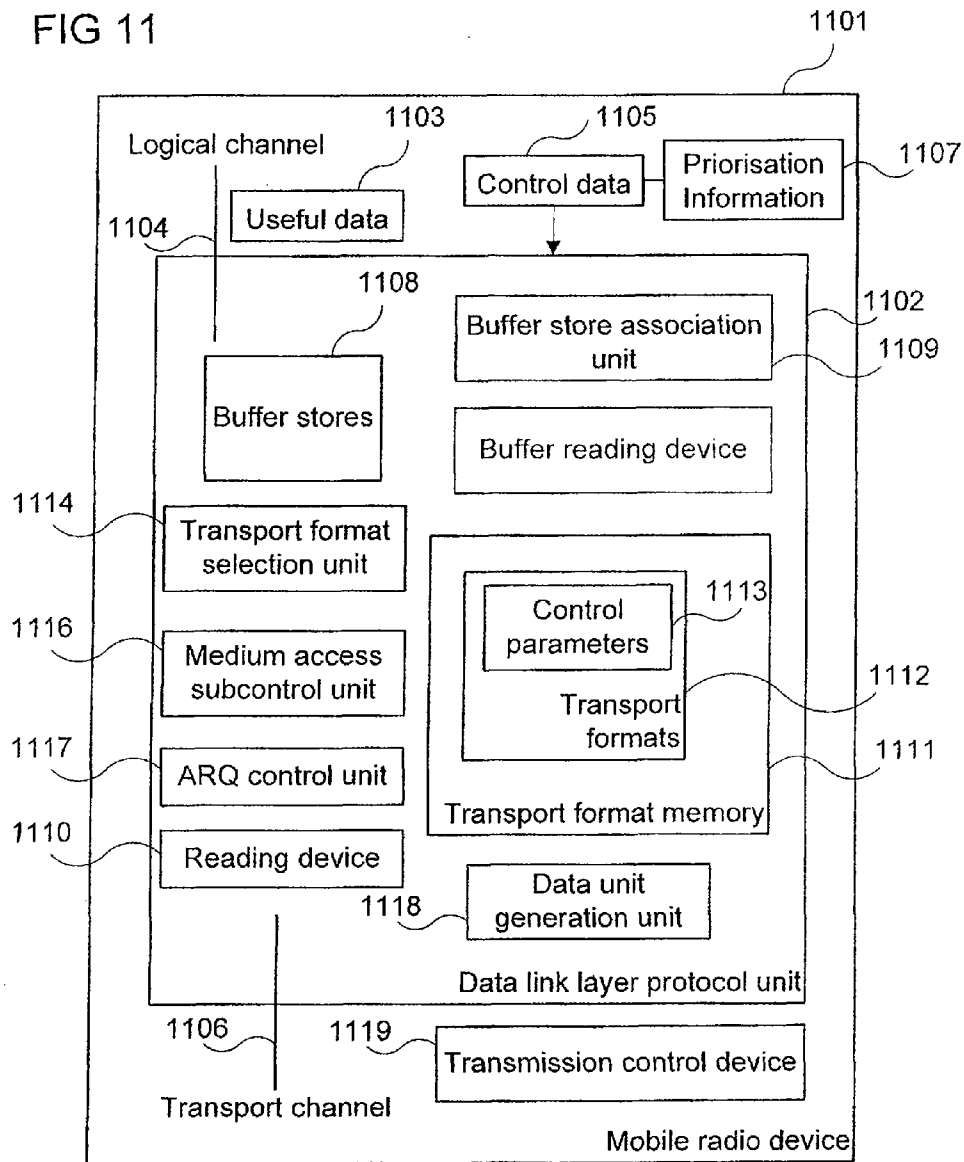 FIG 11
1101
1103
1105
1107
Logical channel
Control data
Priorisation
Information
Useful data
1104
1108
1102
Buffer store association
unit
1109
Buffer stores
Buffer reading device
1114
Transport format
selection unit
1113
Control
parameters
1116
Medium access
subcontrol unit
1112
Transport
formats
1117
ARQ control unit
1111
Transport format memory
1110
Reading device
Data unit
generation unit
1118
Data link layer protocol unit
1106
1119
Transmission control device
Transport channel
Mobile radio device